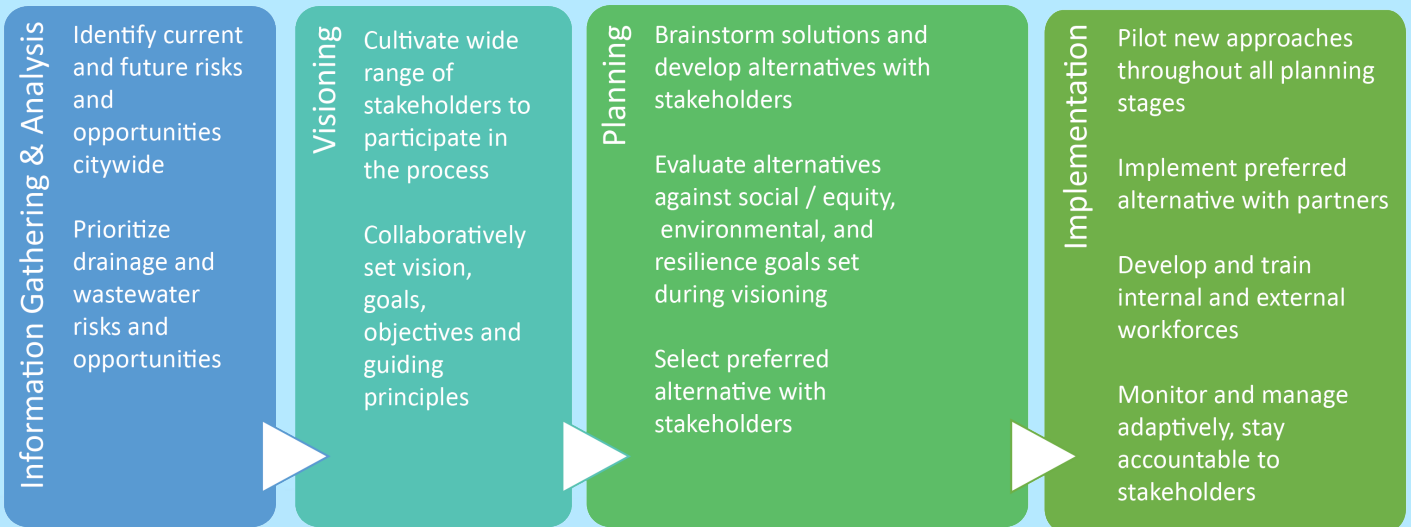 Information Gathering & Analysis
Identify current
and future risks
and
opportunities
citywide
Prioritize
drainage and
wastewater
risks and
opportunities
Visioning
Cultivate wide
range of
stakeholders to
participate in
the process
Collaboratively
set vision,
goals,
objectives and
guiding
principles
Planning
Brainstorm solutions and
develop alternatives with
stakeholders
Evaluate alternatives
against social / equity,
environmental, and
resilience goals set
during visioning
Select preferred
alternative with
stakeholders
Implementation
Pilot new approaches
throughout all planning
stages
Implement preferred
alternative with partners
Develop and train
internal and external
workforces
Monitor and manage
adaptively, stay
accountable to
stakeholders